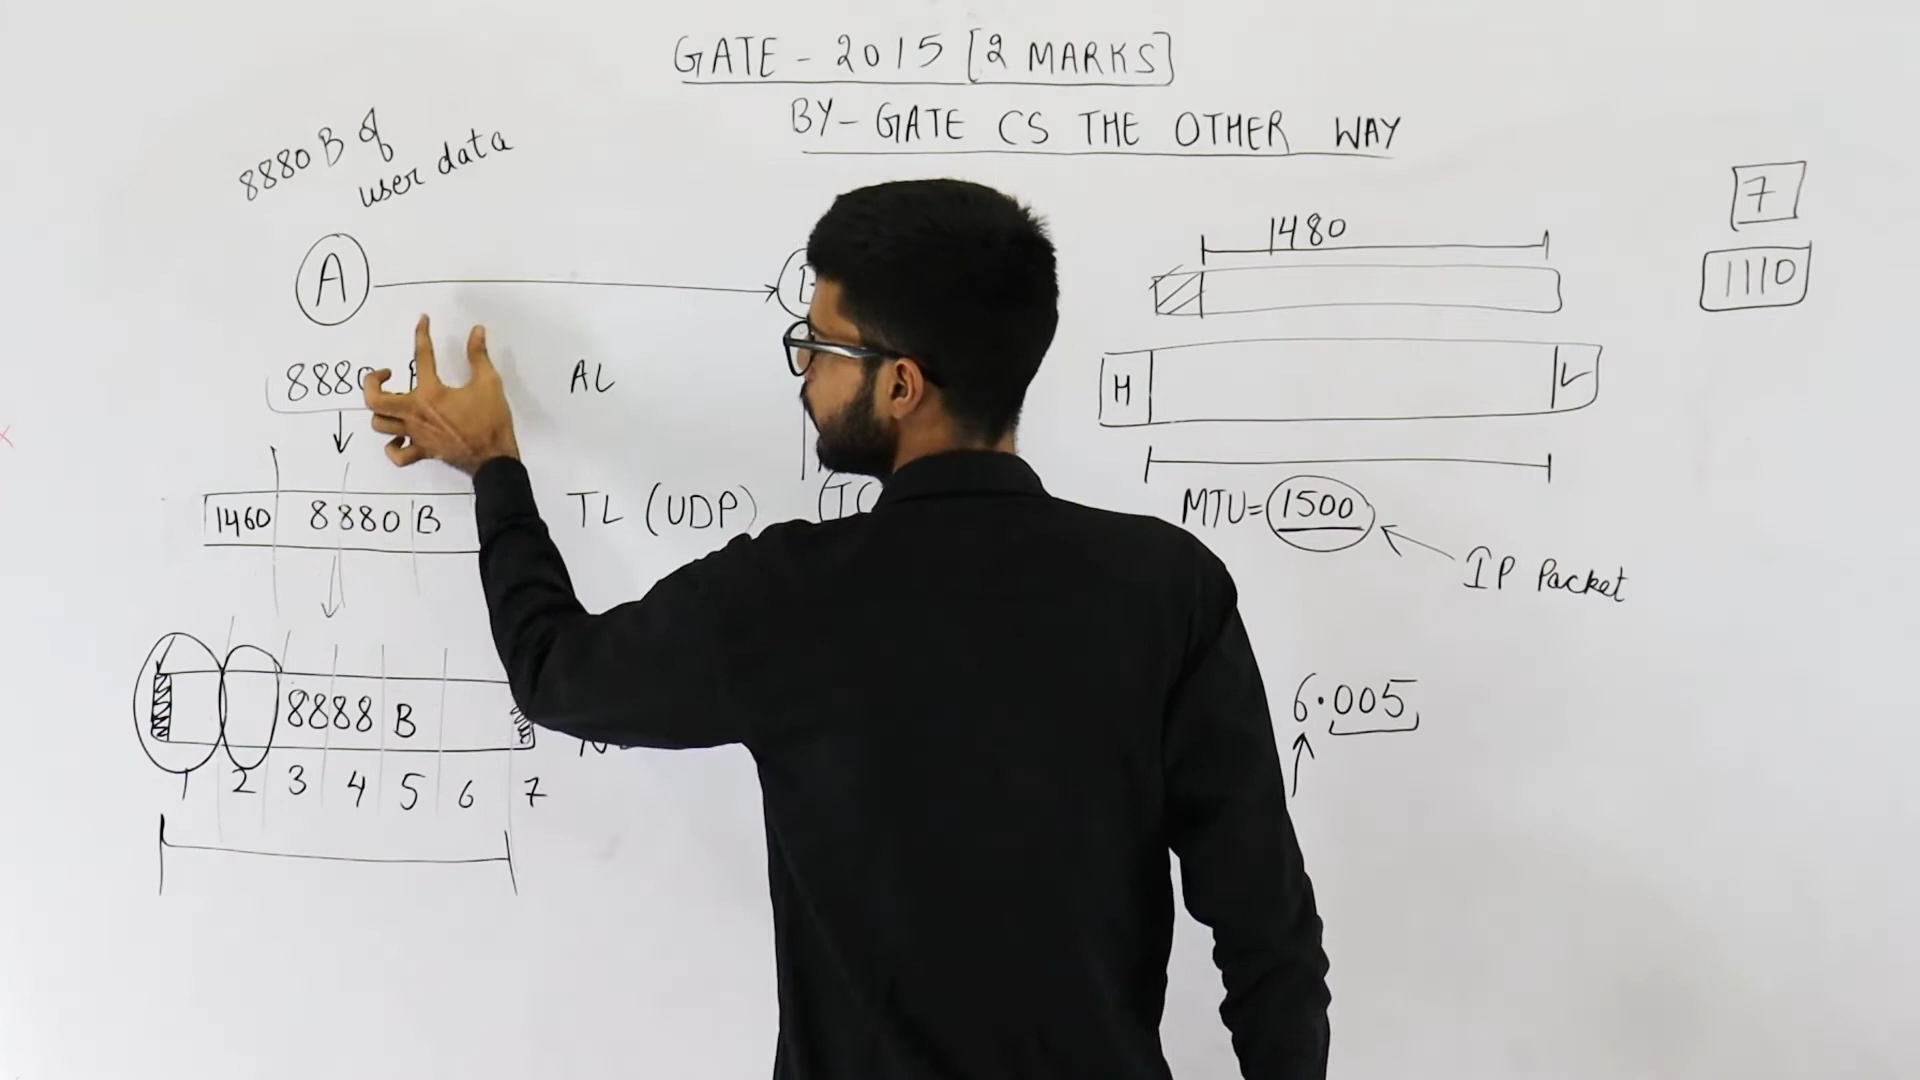 GATE - 2015 [2 MARKS]
BY - GATE CS THE OTHER WAY
8880 B of
user data
A
8880
AL
1460 8880 B
TL (UDP)
8888 B
1 2 3 4 5 6 7
1480
H
MTU = 1500
IP Packet
6.005
7
1110